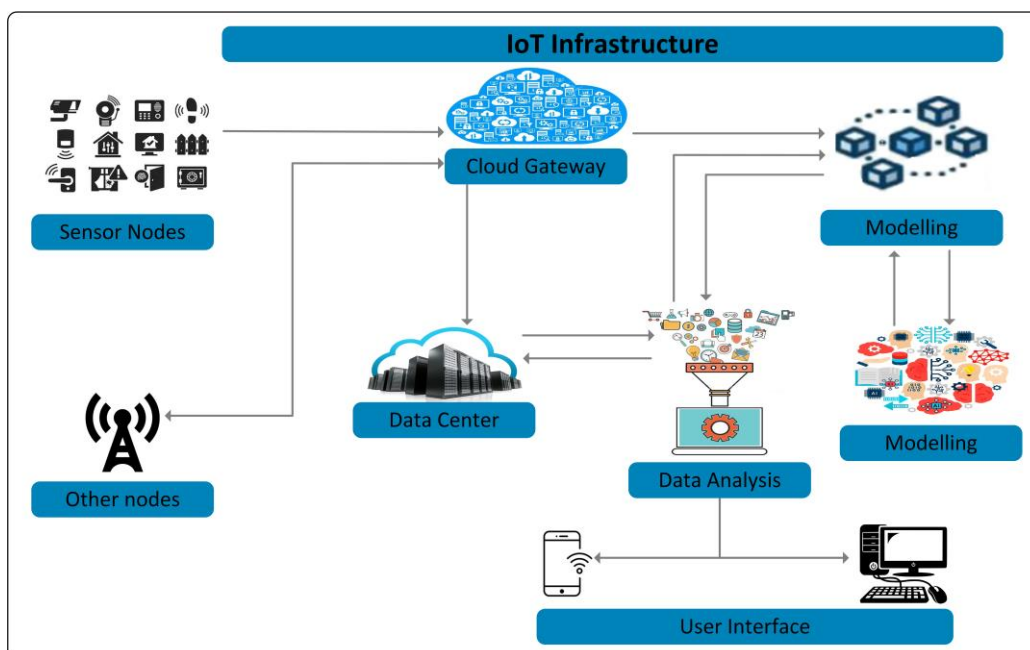 IoT Infrastructure
Cloud Gateway
Sensor Nodes
Modelling
Data Center
Modelling
Data Analysis
Other nodes
User Interface